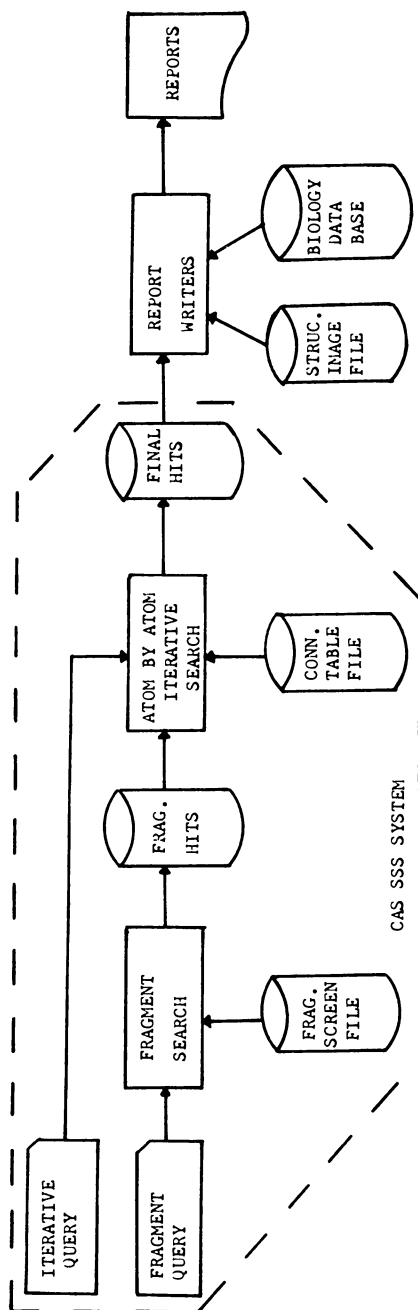 ITERATIVE
QUERY
FRAGMENT
QUERY
FRAGMENT
SEARCH
FRAG.
SCREEN
FILE
FRAG.
HITS
ATOM BY ATOM
ITERATIVE
SEARCH
CONN.
TABLE
FILE
FINAL
HITS
REPORT
WRITERS
STRUC.
IMAGE
FILE
BIOLOGY
DATA
BASE
REPORTS
CAS SSS SYSTEM